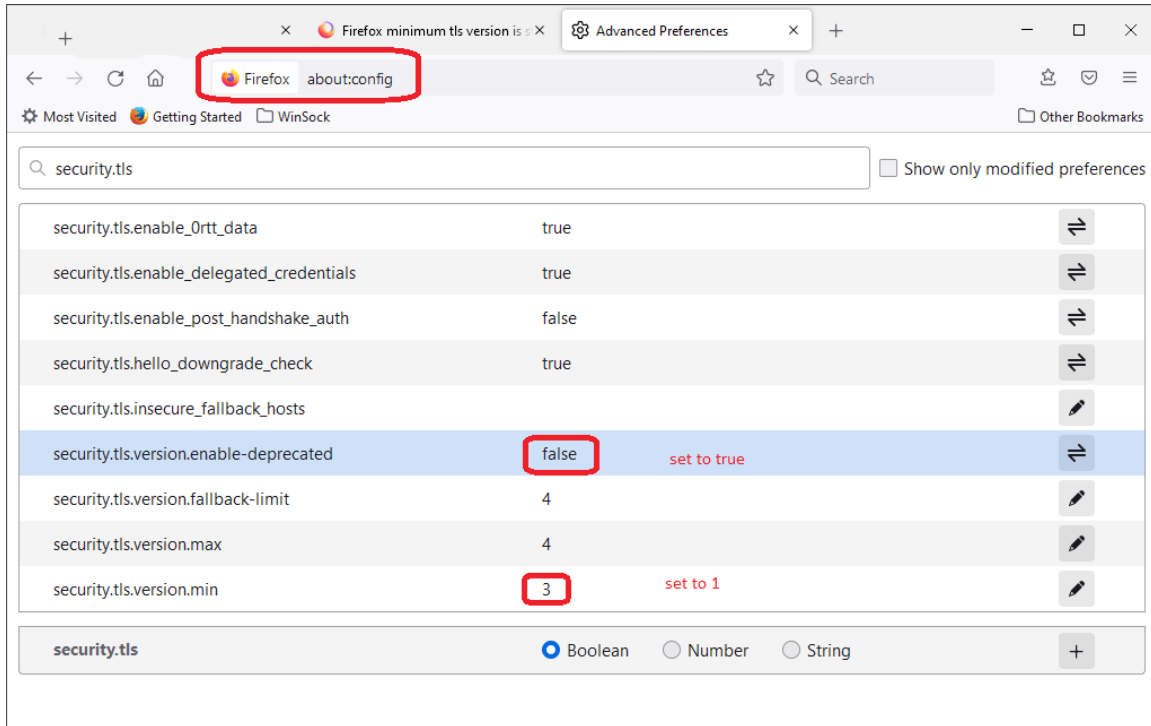 Firefox minimum tls version is s
Advanced Preferences
Firefox about:config
Search
Most Visited Getting Started WinSock Other Bookmarks
security.tls Show only modified preferences
security.tls.enable_0rtt_data true
security.tls.enable_delegated_credentials true
security.tls.enable_post_handshake_auth false
security.tls.hello_downgrade_check true
security.tls.insecure_fallback_hosts
security.tls.version.enable-deprecated false set to true
security.tls.version.fallback-limit 4
security.tls.version.max 4
security.tls.version.min 3 set to 1
security.tls Boolean Number String